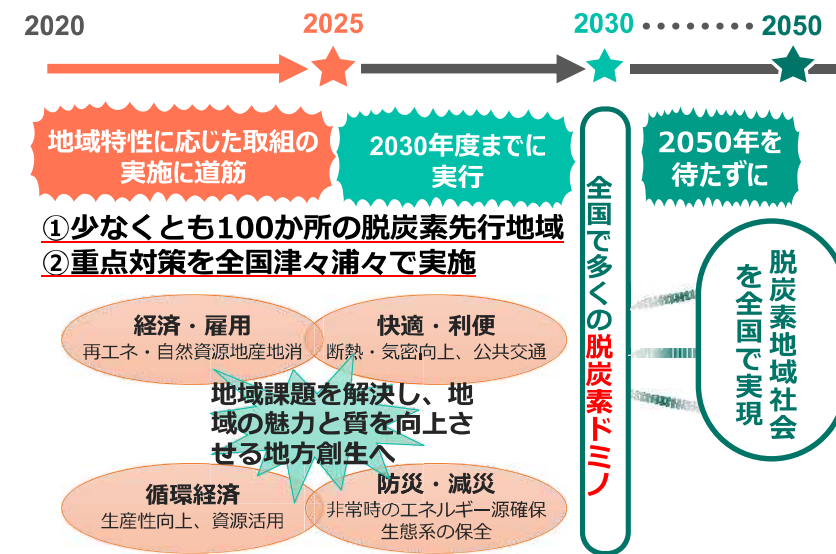 2020
2025
2030
2050
地域特性に応じた取組の
実施に道筋
2030年度までに
実行
2050年を
待たずに
①少なくとも100か所の脱炭素先行地域
②重点対策を全国津々浦々で実施
経済・雇用
再エネ・自然資源地産地消
快適・利便
断熱・気密向上、公共交通
地域課題を解決し、地
域の魅力と質を向上さ
せる地方創生へ
循環経済
生産性向上、資源活用
防災・減災
非常時のエネルギー源確保
生態系の保全
全国で多くの脱炭素ドミノ
脱炭素地域社会
を全国で実現